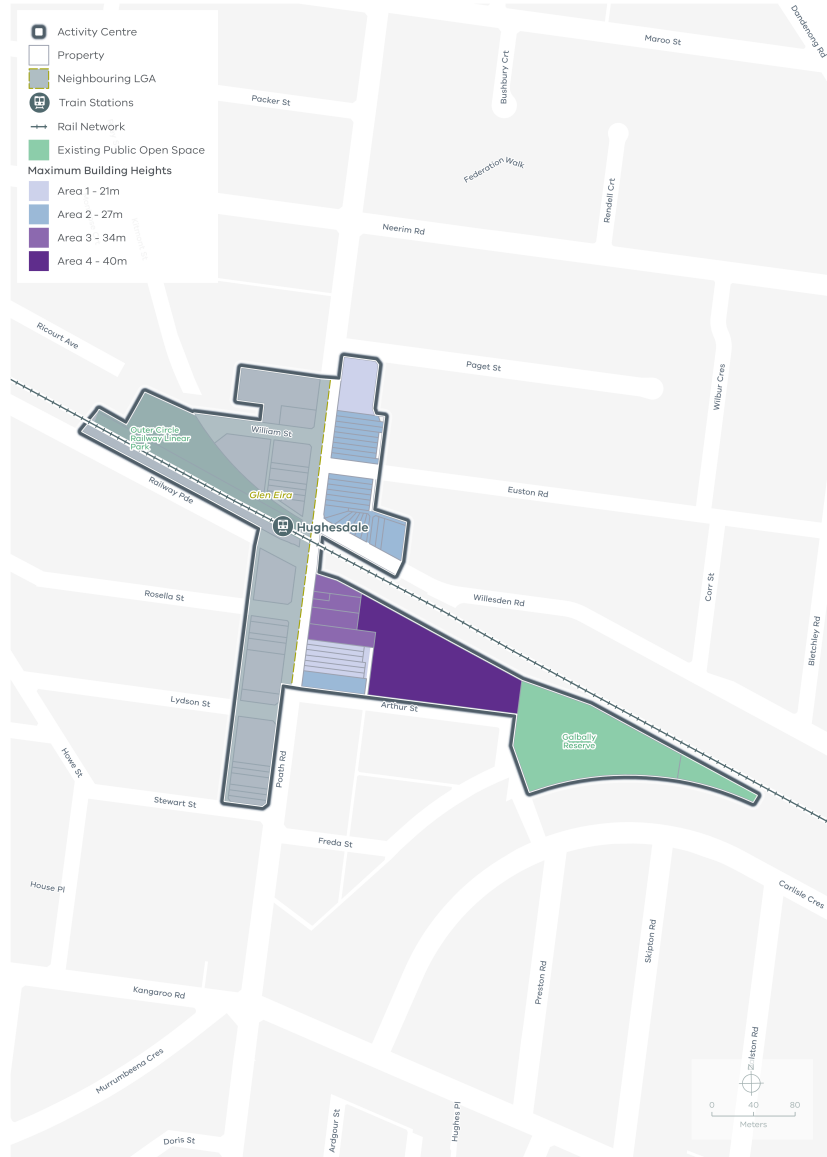 Activity Centre
Property
Neighbouring LGA
Train Stations
Rail Network
Existing Public Open Space
Maximum Building Heights
Area 1 - 21m
Area 2 - 27m
Area 3 - 34m
Area 4 - 40m
Dandenong Rd
Maroo St
Bushbury Crt
Packer St
Federation Walk
Rendell Crt
Neerim Rd
Ricourt Ave
Paget St
Wilbur Cres
Outer Circle
Railway Linear
Park
William St
Railway Pde
Glen Eira
Euston Rd
Hughesdale
Rosella St
Willesden Rd
Corr St
Bletchley Rd
Lydson St
Arthur St
Galbally
Reserve
Howe St
Poath Rd
Stewart St
Freda St
House Pl
Carlisle Cres
Skipton Rd
Preston Rd
Kangaroo Rd
Murrumbeena Cres
ston Rd
N
0 40 80
Meters
Ardgour St
Hughes Pl
Doris St